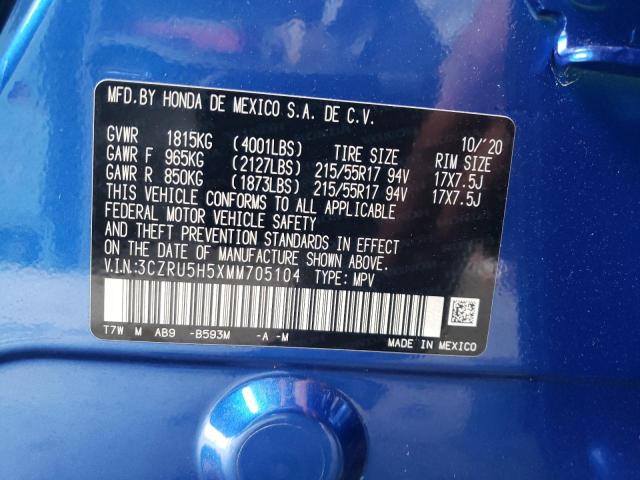 MFD.BY HONDA DE MEXICO S.A. DE C.V.
10/'20
GVWR 1815KG (4001LBS) TIRE SIZE RIM SIZE
GAWR F 965KG (2127LBS) 215/55R17 94V 17X7.5J
GAWR R 850KG (1873LBS) 215/55R17 94V 17X7.5J
THIS VEHICLE CONFORMS TO ALL APPLICABLE
FEDERAL MOTOR VEHICLE SAFETY
AND THEFT PREVENTION STANDARDS IN EFFECT
ON THE DATE OF MANUFACTURE SHOWN ABOVE.
V.I.N:3CZRU5H5XMM705104 TYPE: MPV
T7W M AB9 -B593M -A -M
MADE IN MEXICO